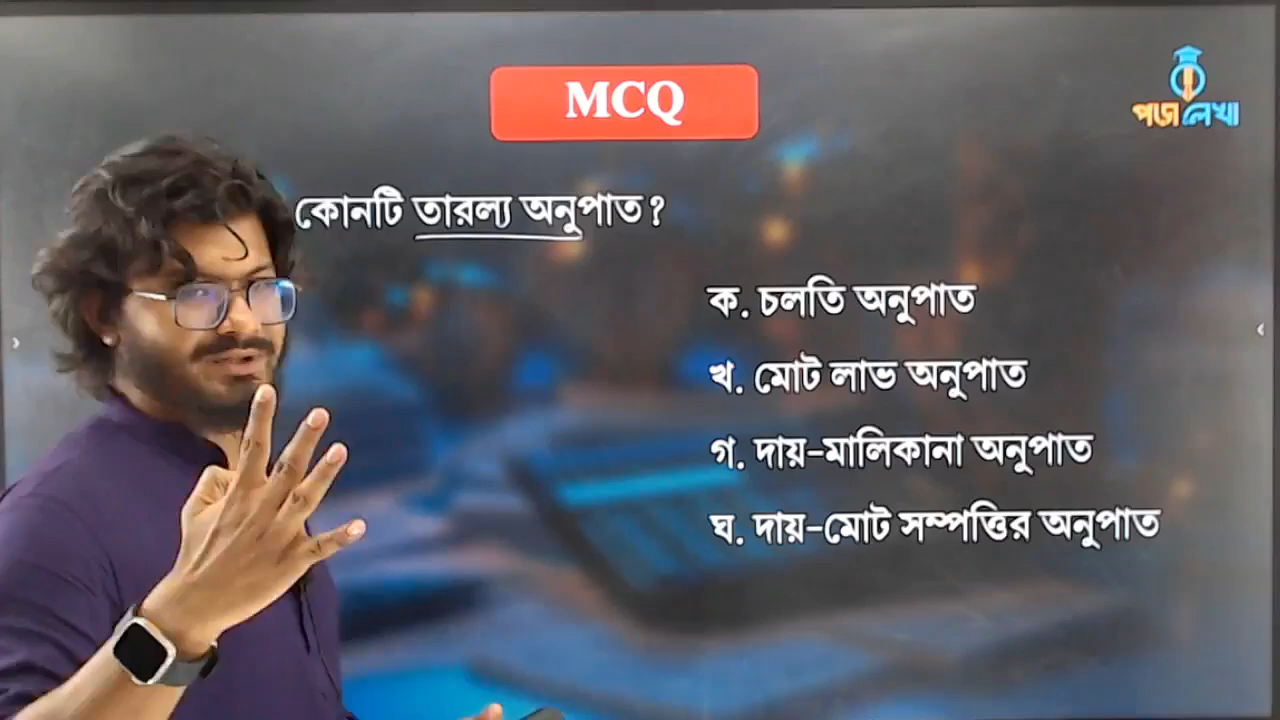 MCQ
পড়ালেখা
কোনটি তারল্য অনুপাত?
ক. চলতি অনুপাত
খ. মোট লাভ অনুপাত
গ. দায়-মালিকানা অনুপাত
ঘ. দায়-মোট সম্পত্তির অনুপাত